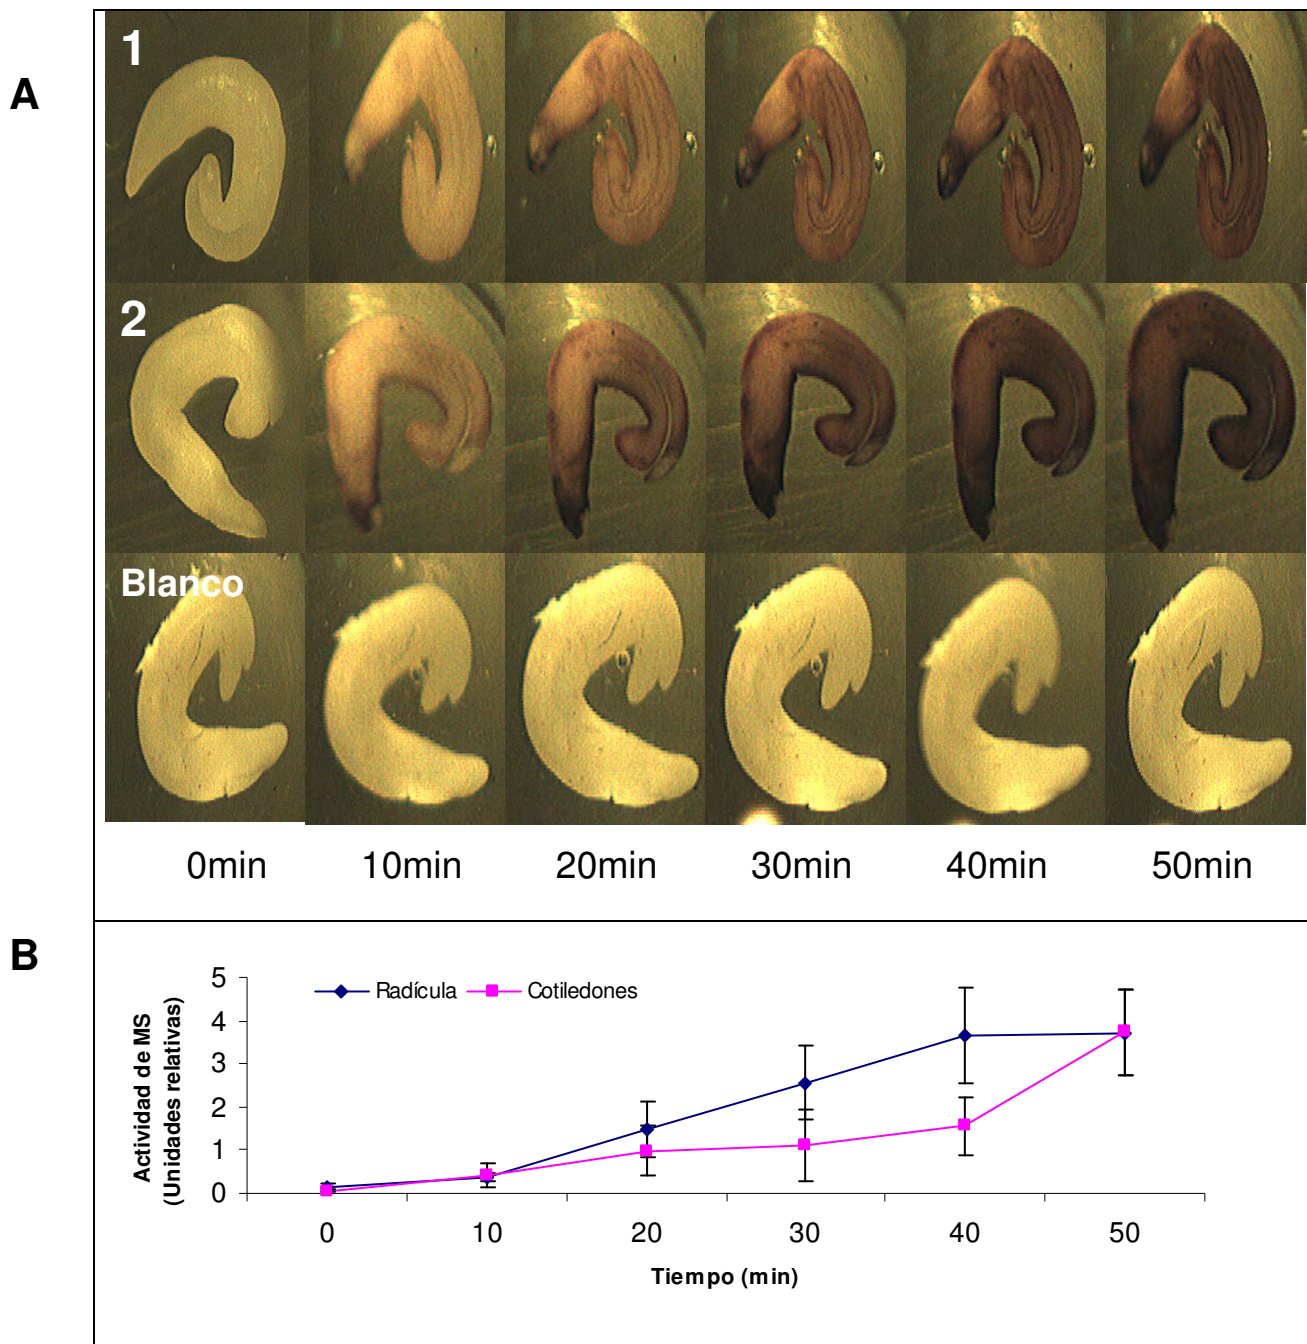 A
1
2
Blanco
0min 10min 20min 30min 40min 50min
B
Actividad de MS
(Unidades relativas)
5
4
3
2
1
0
Radícula Cotiledones
0 10 20 30 40 50
Tiempo (min)